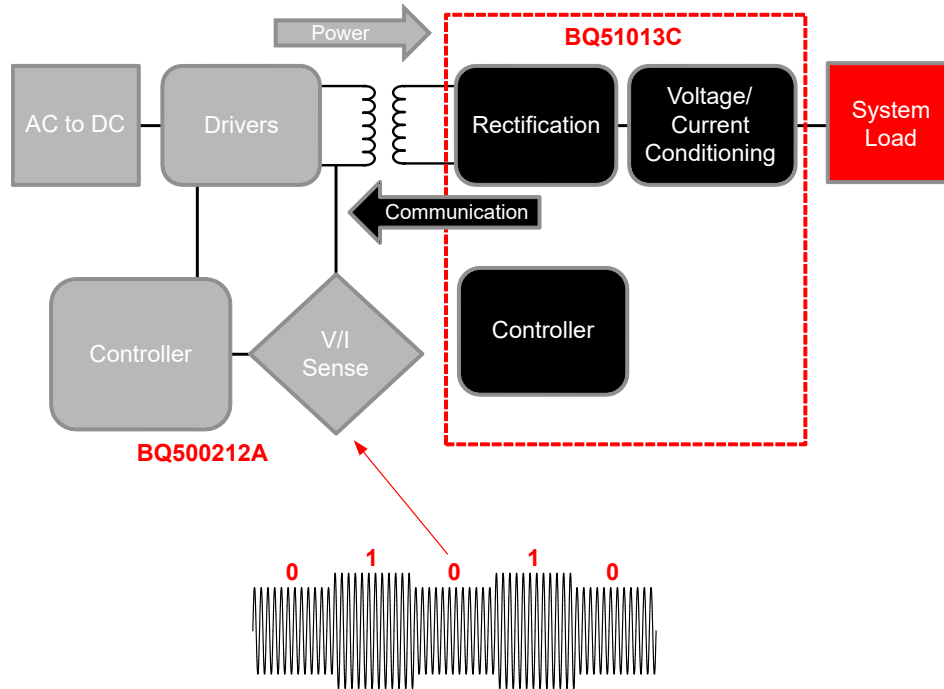 Power
BQ51013C
AC to DC
Drivers
Rectification
Voltage/
Current
Conditioning
System
Load
Communication
Controller
V/I
Sense
Controller
BQ500212A
0
1
0
1
0